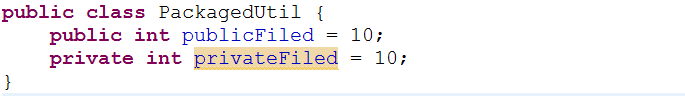 public class PackagedUtil {
    public int publicFiled = 10;
    private int privateFiled = 10;
}